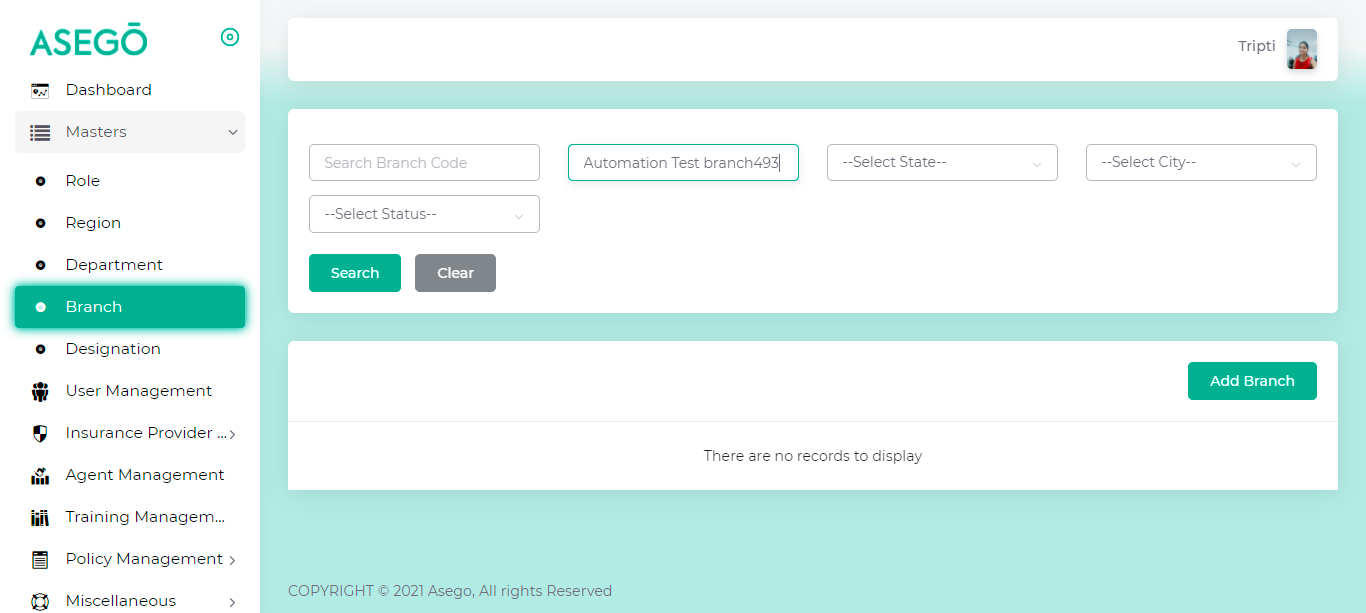 ASEGŌ
Dashboard
Masters
Role
Region
Department
Branch
Designation
User Management
Insurance Provider ...
Agent Management
Training Managem...
Policy Management
Miscellaneous
Tripti
Search Branch Code
Automation Test branch493
--Select State--
--Select City--
--Select Status--
Search
Clear
Add Branch
There are no records to display
COPYRIGHT © 2021 Asego, All rights Reserved